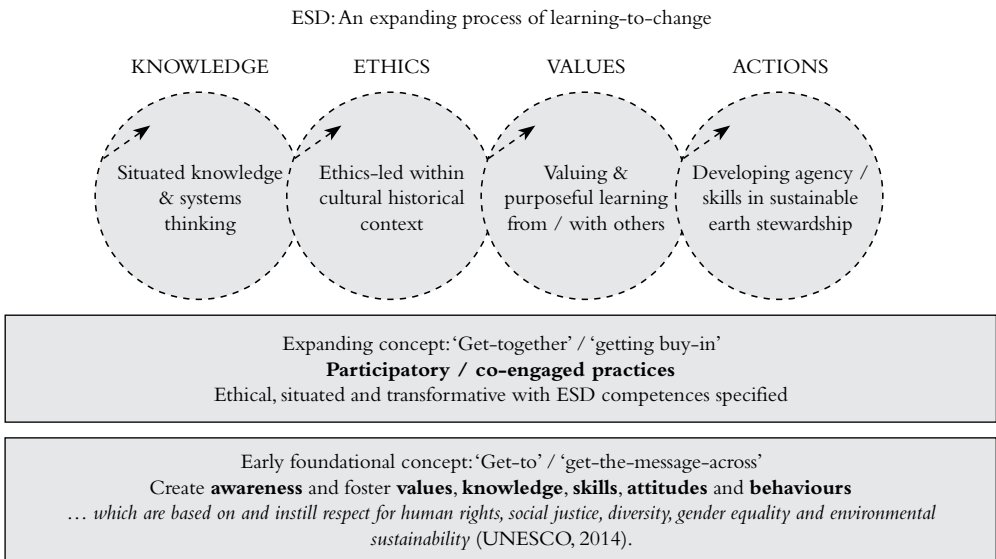 ESD: An expanding process of learning-to-change
KNOWLEDGE
ETHICS
VALUES
ACTIONS
Situated knowledge
& systems
thinking
Ethics-led within
cultural historical
context
Valuing &
purposeful learning
from / with others
Developing agency /
skills in sustainable
earth stewardship
Expanding concept: ‘Get-together’ / ‘getting buy-in’
Participatory / co-engaged practices
Ethical, situated and transformative with ESD competences specified
Early foundational concept: ‘Get-to’ / ‘get-the-message-across’
Create awareness and foster values, knowledge, skills, attitudes and behaviours
… which are based on and instill respect for human rights, social justice, diversity, gender equality and environmental
sustainability (UNESCO, 2014).